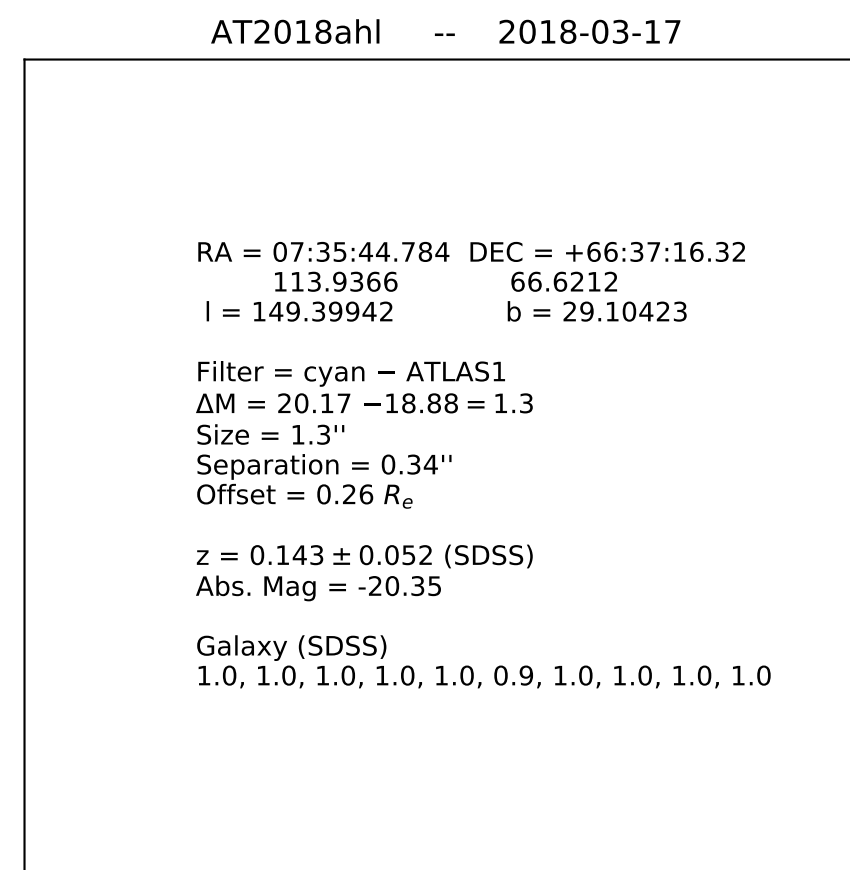 AT2018ahl -- 2018-03-17
RA = 07:35:44.784 DEC = +66:37:16.32
113.9366 66.6212
l = 149.39942 b = 29.10423
Filter = cyan − ATLAS1
ΔM = 20.17 −18.88 = 1.3
Size = 1.3''
Separation = 0.34''
Offset = 0.26 Rₑ
z = 0.143 ± 0.052 (SDSS)
Abs. Mag = -20.35
Galaxy (SDSS)
1.0, 1.0, 1.0, 1.0, 1.0, 0.9, 1.0, 1.0, 1.0, 1.0